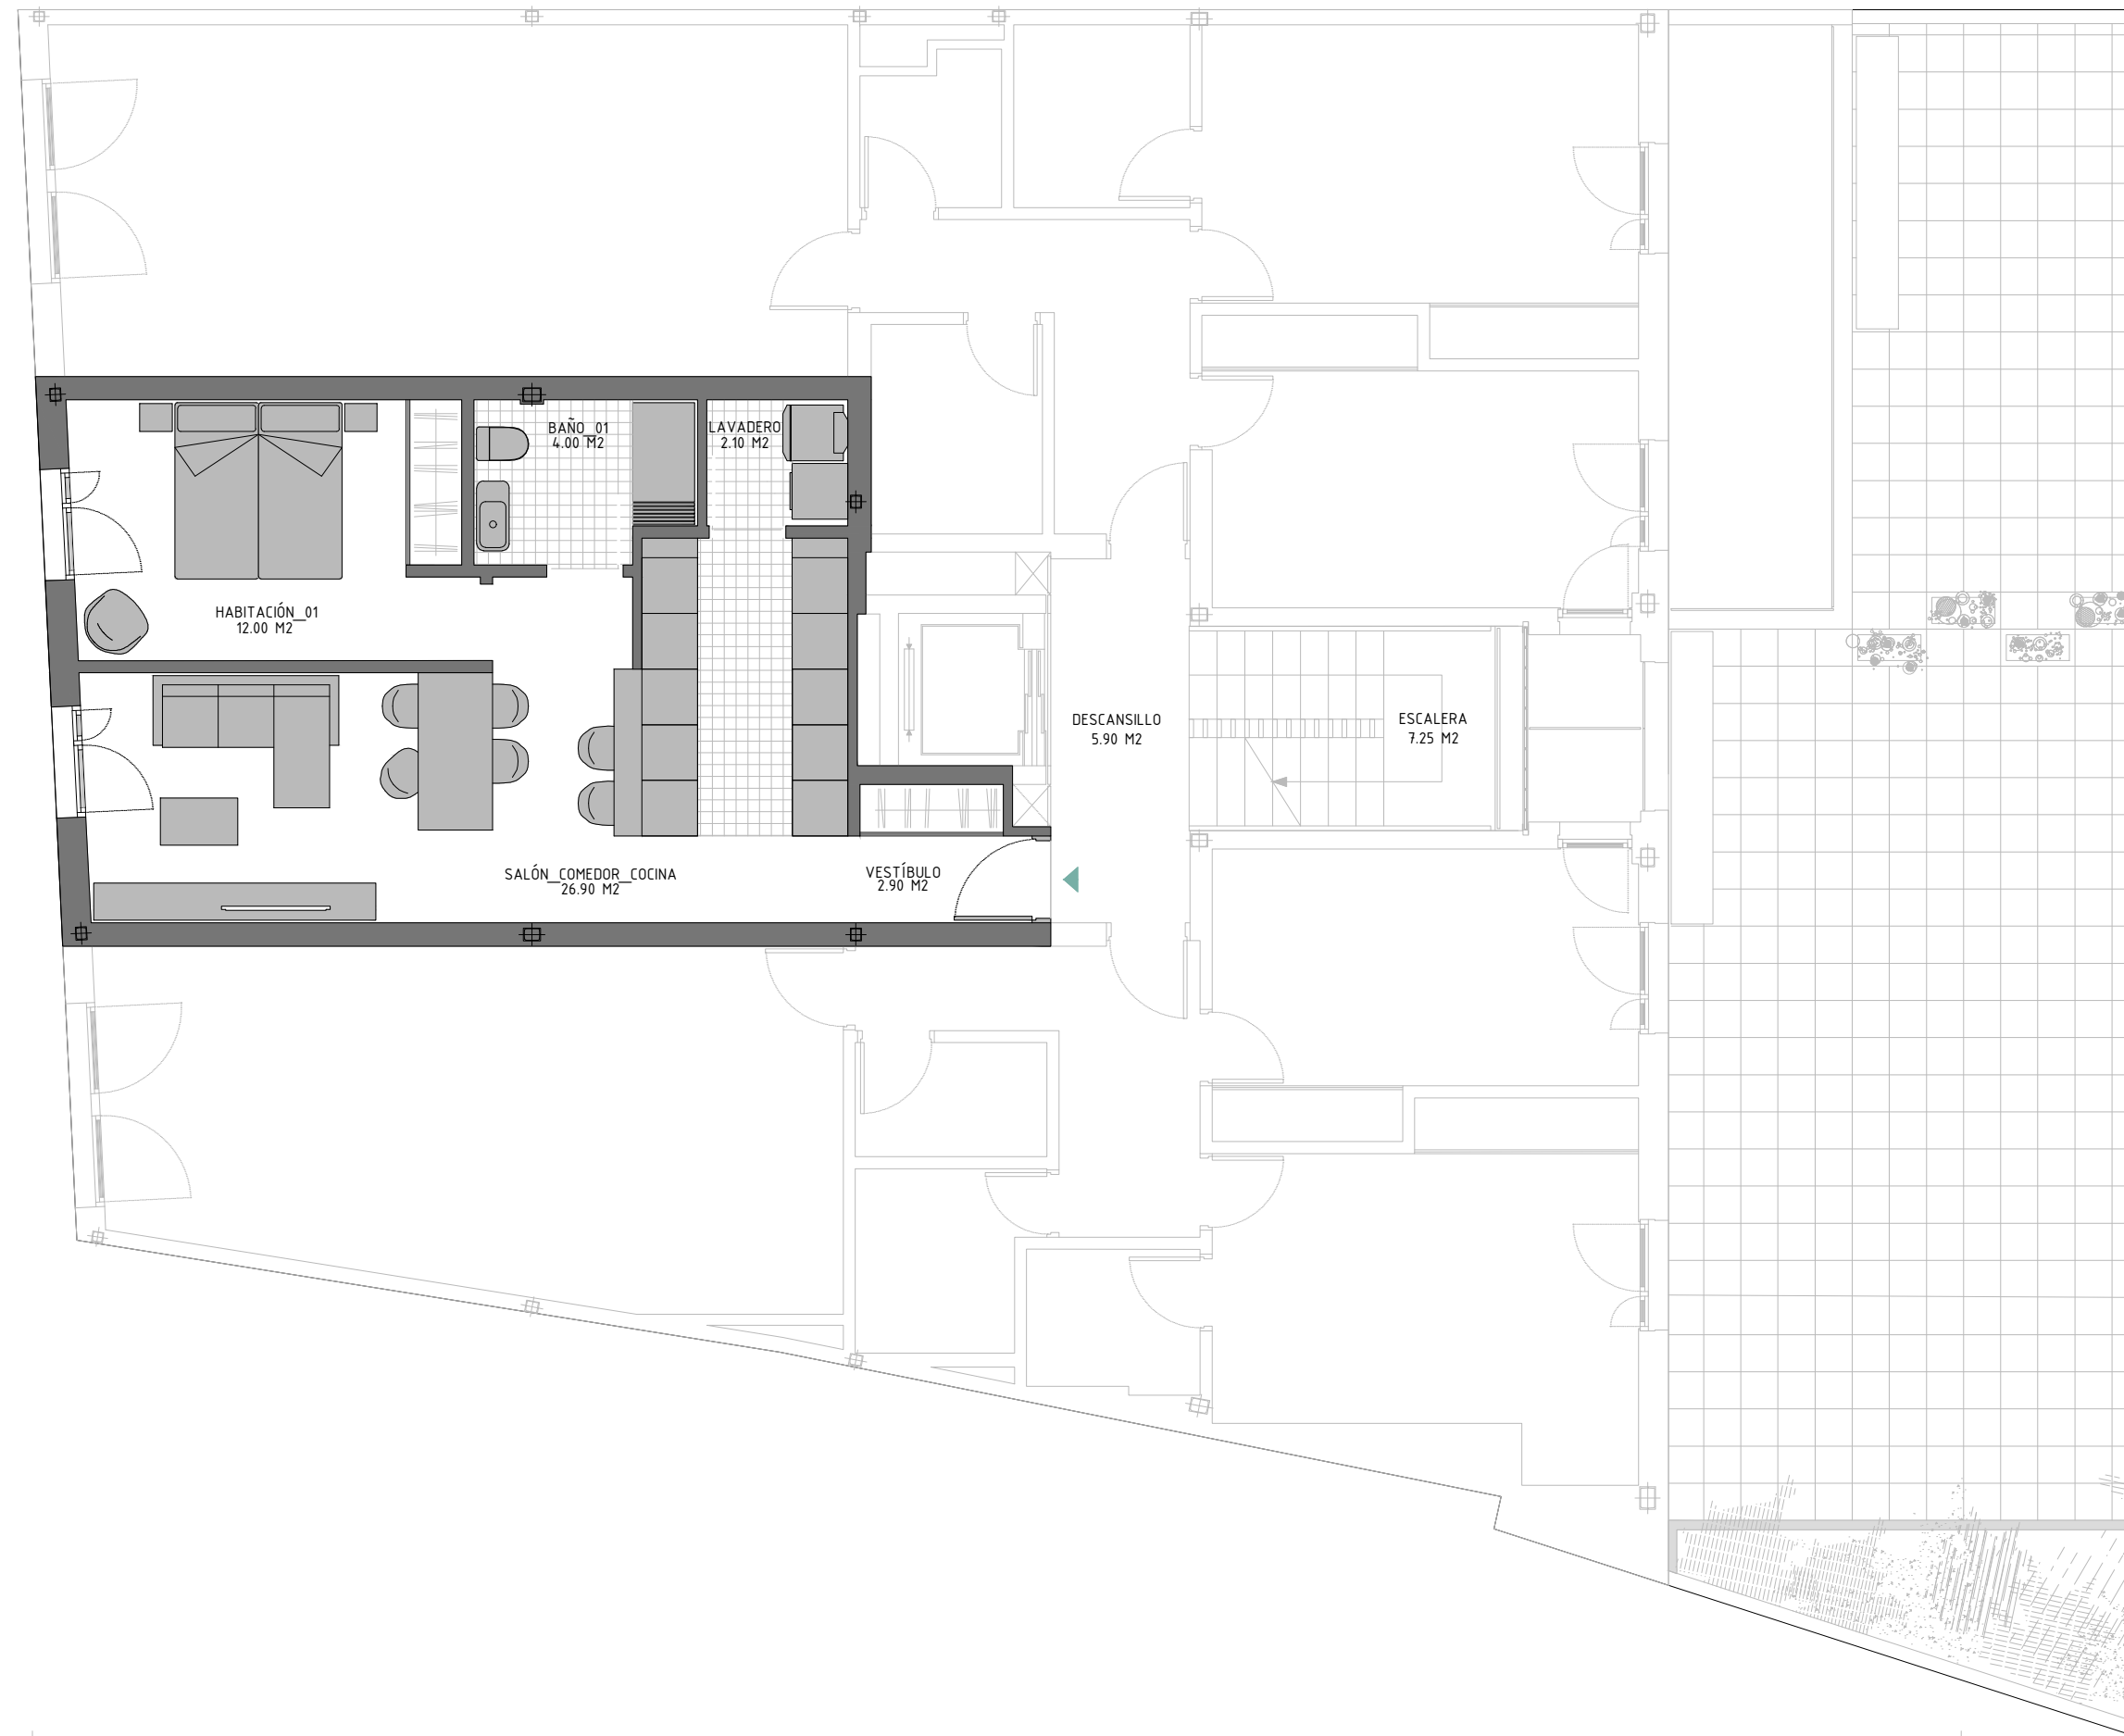 BAÑO_01
4.00 M2
LAVADERO
2.10 M2
HABITACIÓN_01
12.00 M2
DESCANSILLO
5.90 M2
ESCALERA
7.25 M2
SALÓN_COMEDOR_COCINA
26.90 M2
VESTÍBULO
2.90 M2